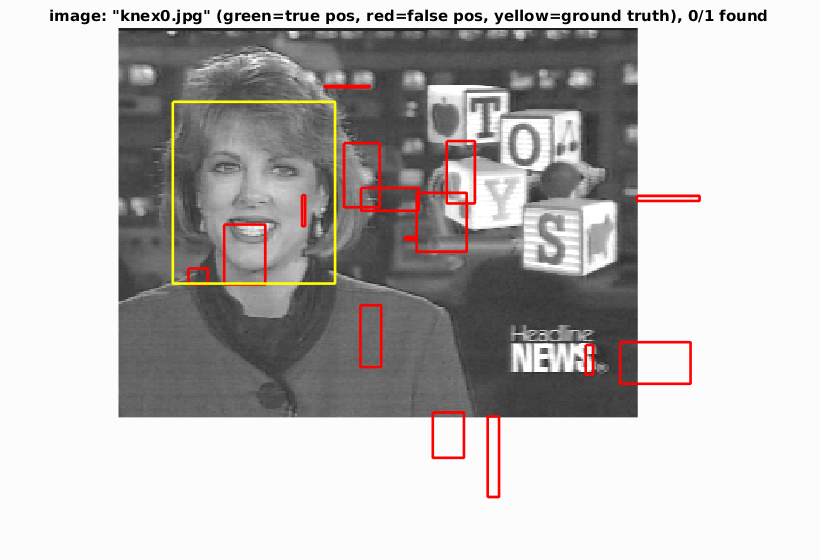 image: "knex0.jpg" (green=true pos, red=false pos, yellow=ground truth), 0/1 found
T
O
Y
S
Headline
NEWS